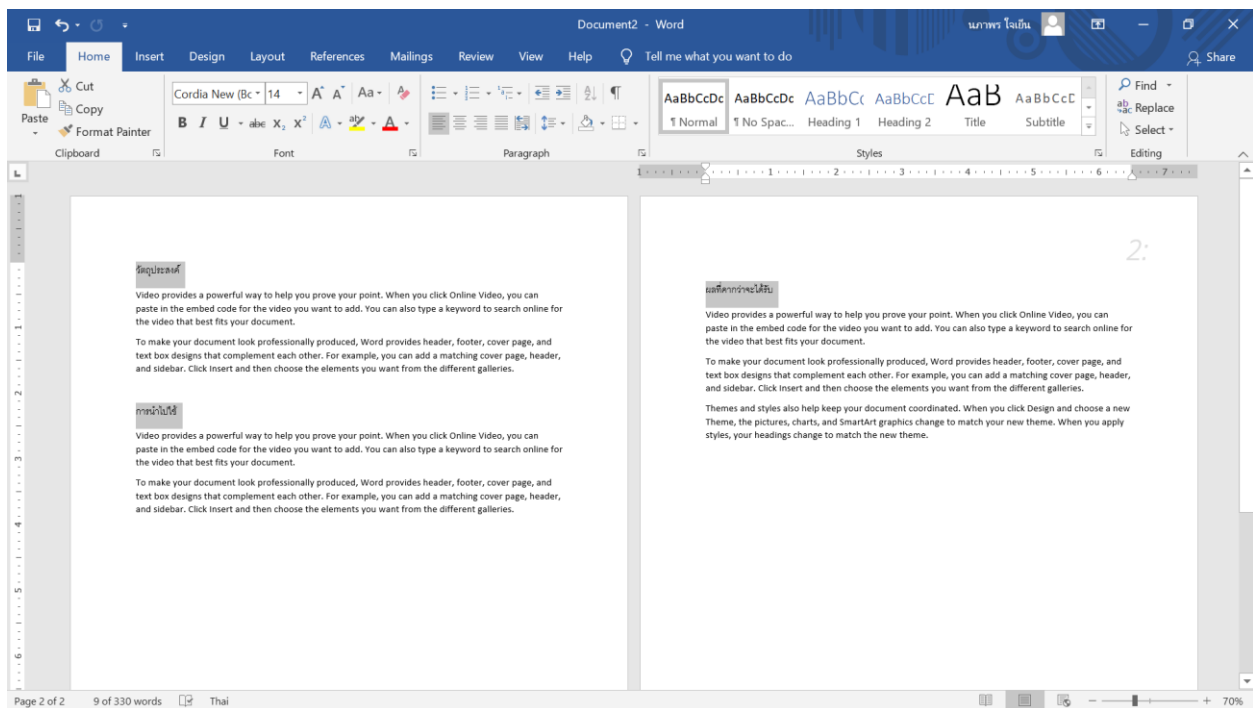 Document2 - Word
นภาพร ใจเย็น
File Home Insert Design Layout References Mailings Review View Help Tell me what you want to do Share
Paste
Cut
Copy
Format Painter
Clipboard
Cordia New (Bc 14 A A Aa
B I U abc X₂ X² A aby A
Font
Paragraph
AaBbCcDc AaBbCcDc AaBbCc AaBbCcE AaB AaBbCcE
¶ Normal ¶ No Spac... Heading 1 Heading 2 Title Subtitle
Styles
Find
Replace
Select
Editing
1 1 2 3 4 5 6 7
วัตถุประสงค์
Video provides a powerful way to help you prove your point. When you click Online Video, you can
paste in the embed code for the video you want to add. You can also type a keyword to search online for
the video that best fits your document.
To make your document look professionally produced, Word provides header, footer, cover page, and
text box designs that complement each other. For example, you can add a matching cover page, header,
and sidebar. Click Insert and then choose the elements you want from the different galleries.
การนำไปใช้
Video provides a powerful way to help you prove your point. When you click Online Video, you can
paste in the embed code for the video you want to add. You can also type a keyword to search online for
the video that best fits your document.
To make your document look professionally produced, Word provides header, footer, cover page, and
text box designs that complement each other. For example, you can add a matching cover page, header,
and sidebar. Click Insert and then choose the elements you want from the different galleries.
2:
ผลที่คากว่าจะได้รับ
Video provides a powerful way to help you prove your point. When you click Online Video, you can
paste in the embed code for the video you want to add. You can also type a keyword to search online for
the video that best fits your document.
To make your document look professionally produced, Word provides header, footer, cover page, and
text box designs that complement each other. For example, you can add a matching cover page, header,
and sidebar. Click Insert and then choose the elements you want from the different galleries.
Themes and styles also help keep your document coordinated. When you click Design and choose a new
Theme, the pictures, charts, and SmartArt graphics change to match your new theme. When you apply
styles, your headings change to match the new theme.
Page 2 of 2 9 of 330 words Thai 70%